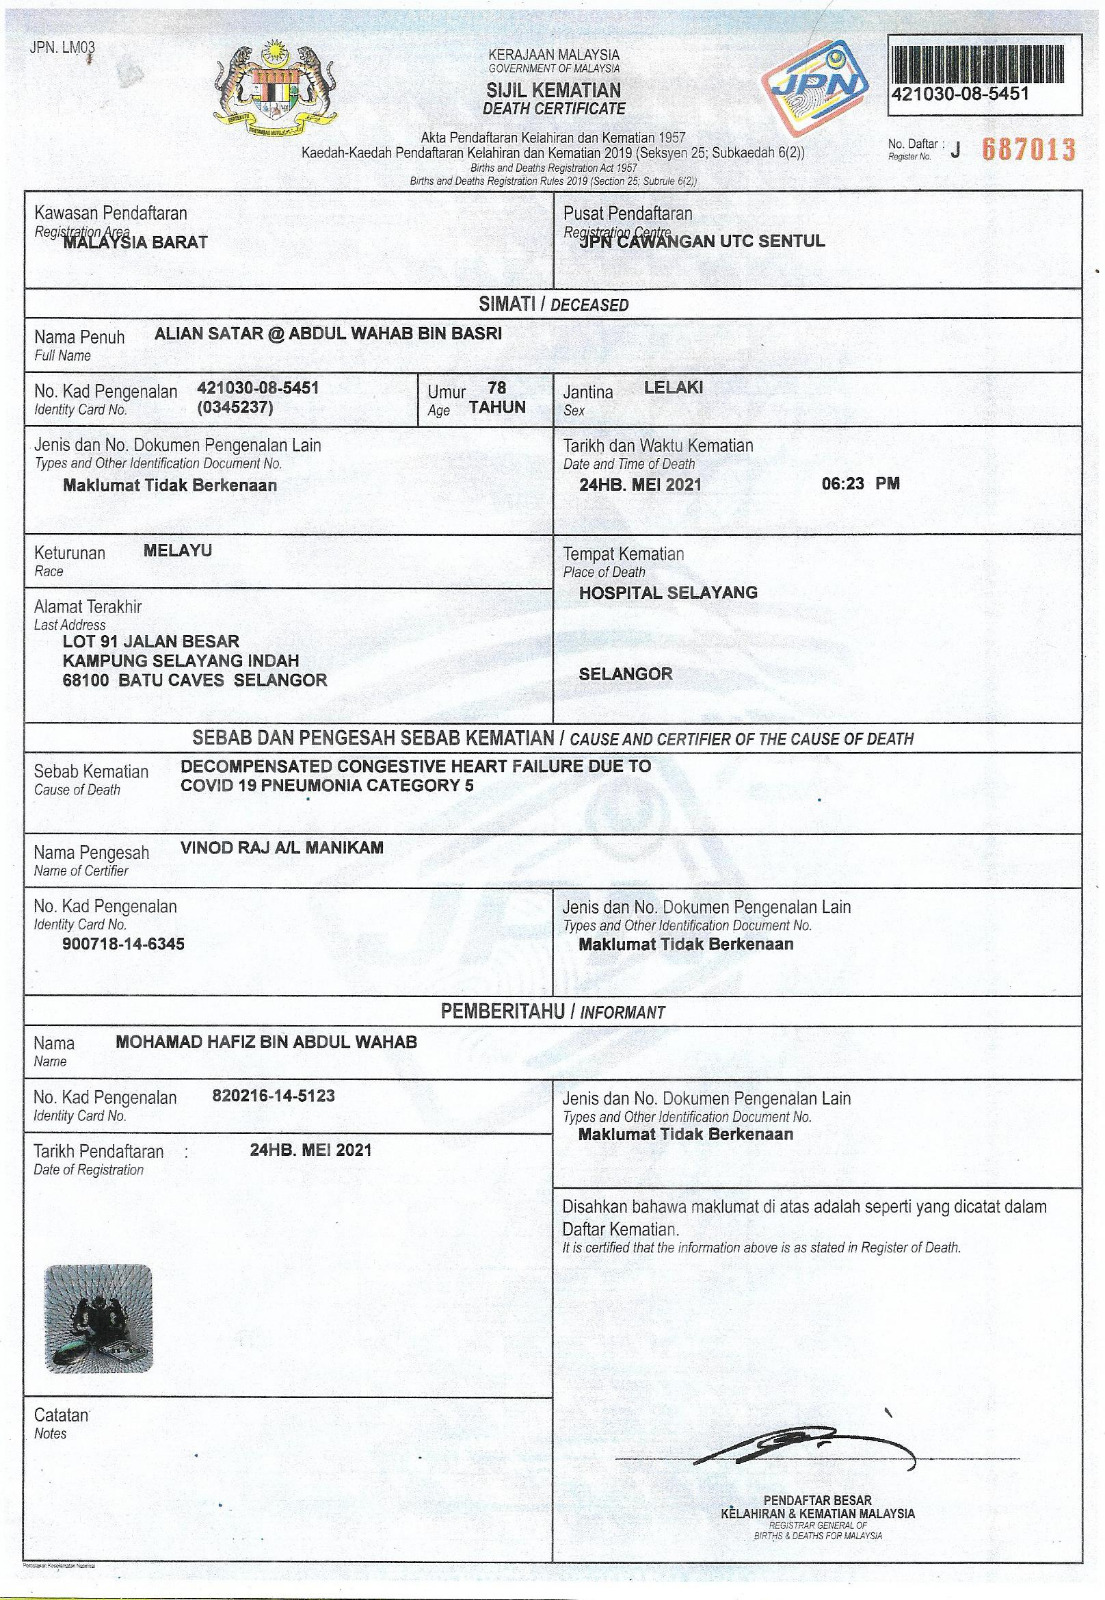 JPN. LM03
KERAJAAN MALAYSIA
GOVERNMENT OF MALAYSIA
SIJIL KEMATIAN
DEATH CERTIFICATE
JPN
421030-08-5451
Akta Pendaftaran Kelahiran dan Kematian 1957
Kaedah-Kaedah Pendaftaran Kelahiran dan Kematian 2019 (Seksyen 25; Subkaedah 6(2))
Births and Deaths Registration Act 1957
Births and Deaths Registration Rules 2019 (Section 25; Subrule 6(2))
No. Daftar : J 687013
Register No.
Kawasan Pendaftaran
Registration Area
MALAYSIA BARAT
Pusat Pendaftaran
Registration Centre
JPN CAWANGAN UTC SENTUL
SIMATI / DECEASED
Nama Penuh ALIAN SATAR @ ABDUL WAHAB BIN BASRI
Full Name
No. Kad Pengenalan 421030-08-5451
Identity Card No. (0345237)
Umur 78
Age TAHUN
Jantina LELAKI
Sex
Jenis dan No. Dokumen Pengenalan Lain
Types and Other Identification Document No.
Maklumat Tidak Berkenaan
Tarikh dan Waktu Kematian
Date and Time of Death
24HB. MEI 2021 06:23 PM
Keturunan MELAYU
Race
Tempat Kematian
Place of Death
HOSPITAL SELAYANG
SELANGOR
Alamat Terakhir
Last Address
LOT 91 JALAN BESAR
KAMPUNG SELAYANG INDAH
68100 BATU CAVES SELANGOR
SEBAB DAN PENGESAH SEBAB KEMATIAN / CAUSE AND CERTIFIER OF THE CAUSE OF DEATH
Sebab Kematian DECOMPENSATED CONGESTIVE HEART FAILURE DUE TO
Cause of Death COVID 19 PNEUMONIA CATEGORY 5
Nama Pengesah VINOD RAJ A/L MANIKAM
Name of Certifier
No. Kad Pengenalan
Identity Card No.
900718-14-6345
Jenis dan No. Dokumen Pengenalan Lain
Types and Other Identification Document No.
Maklumat Tidak Berkenaan
PEMBERITAHU / INFORMANT
Nama MOHAMAD HAFIZ BIN ABDUL WAHAB
Name
No. Kad Pengenalan 820216-14-5123
Identity Card No.
Jenis dan No. Dokumen Pengenalan Lain
Types and Other Identification Document No.
Maklumat Tidak Berkenaan
Tarikh Pendaftaran : 24HB. MEI 2021
Date of Registration
Disahkan bahawa maklumat di atas adalah seperti yang dicatat dalam
Daftar Kematian.
It is certified that the information above is as stated in Register of Death.
Catatan
Notes
PENDAFTAR BESAR
KELAHIRAN & KEMATIAN MALAYSIA
REGISTRAR GENERAL OF
BIRTHS & DEATHS FOR MALAYSIA